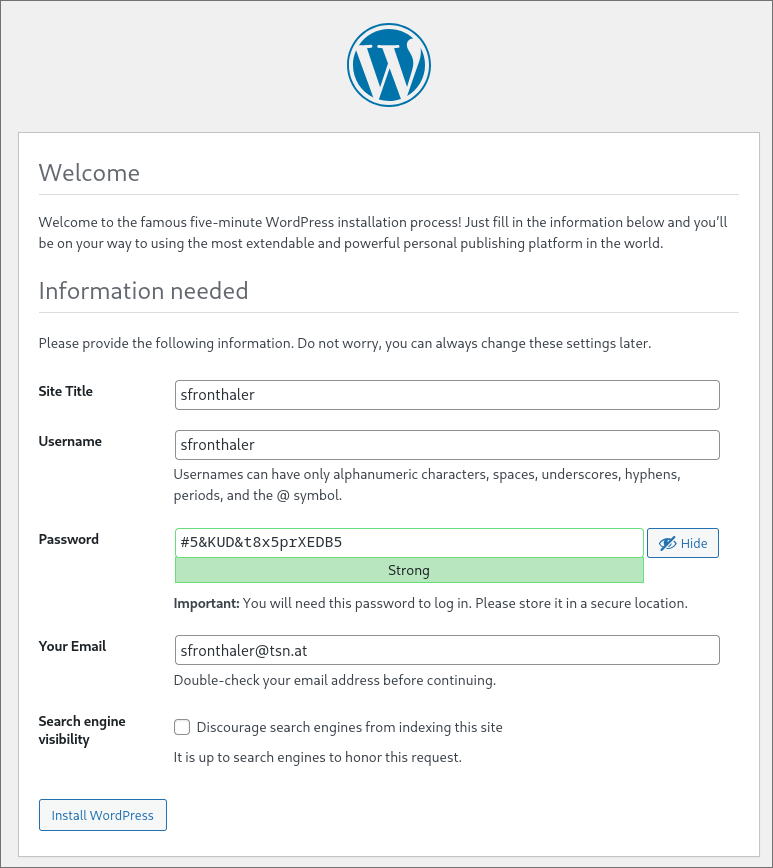 Welcome
Welcome to the famous five-minute WordPress installation process! Just fill in the information below and you’ll
be on your way to using the most extendable and powerful personal publishing platform in the world.
Information needed
Please provide the following information. Do not worry, you can always change these settings later.
Site Title
sfronthaler
Username
sfronthaler
Usernames can have only alphanumeric characters, spaces, underscores, hyphens,
periods, and the @ symbol.
Password
#5&KUD&t8x5prXEDB5
Hide
Strong
Important: You will need this password to log in. Please store it in a secure location.
Your Email
sfronthaler@tsn.at
Double-check your email address before continuing.
Search engine
visibility
Discourage search engines from indexing this site
It is up to search engines to honor this request.
Install WordPress